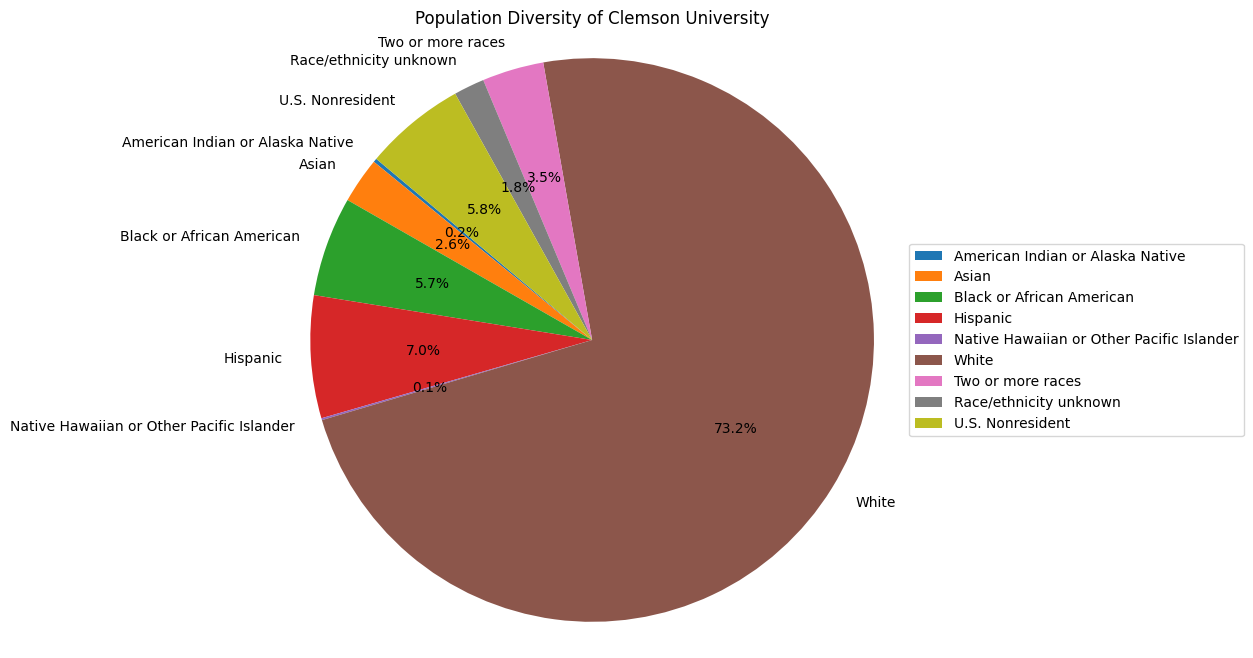 Population Diversity of Clemson University
Two or more races
Race/ethnicity unknown
U.S. Nonresident
American Indian or Alaska Native
Asian
Black or African American
Hispanic
Native Hawaiian or Other Pacific Islander
White
3.5%
1.8%
5.8%
0.2%
2.6%
5.7%
7.0%
0.1%
73.2%
American Indian or Alaska Native
Asian
Black or African American
Hispanic
Native Hawaiian or Other Pacific Islander
White
Two or more races
Race/ethnicity unknown
U.S. Nonresident